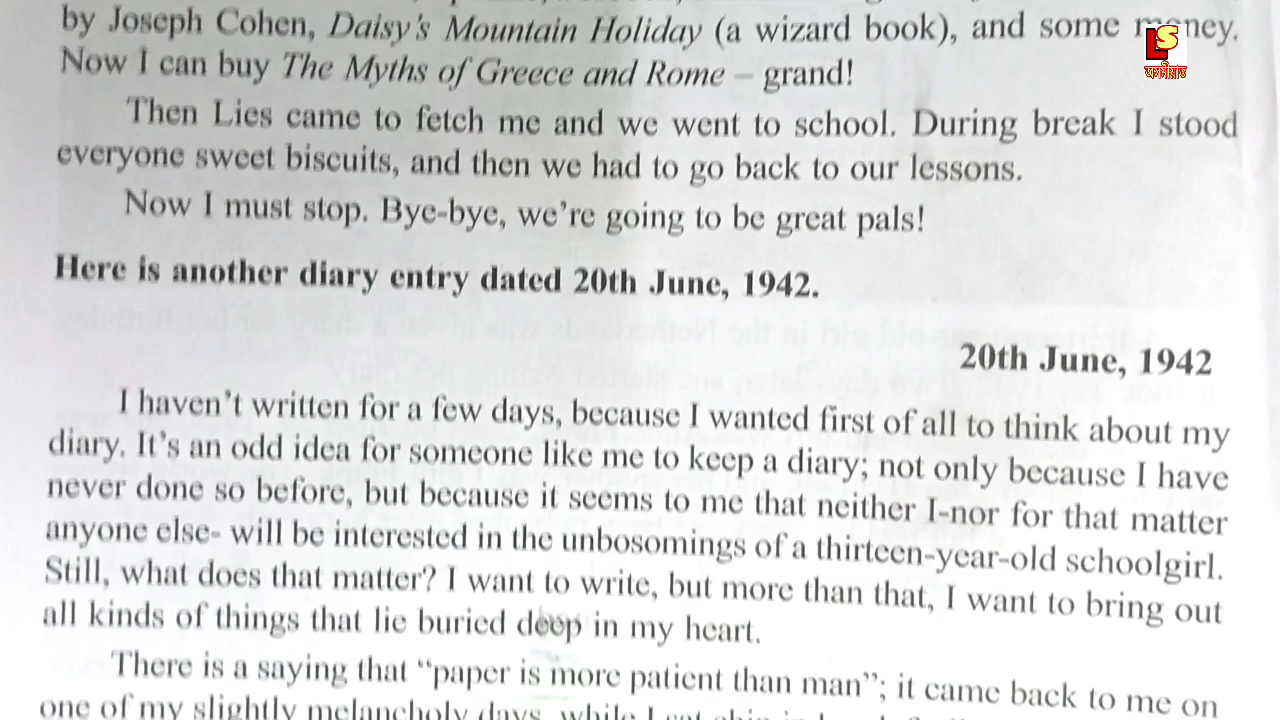 by Joseph Cohen, Daisy's Mountain Holiday (a wizard book), and some money.
Now I can buy The Myths of Greece and Rome – grand!
Then Lies came to fetch me and we went to school. During break I stood
everyone sweet biscuits, and then we had to go back to our lessons.
Now I must stop. Bye-bye, we're going to be great pals!
Here is another diary entry dated 20th June, 1942.
20th June, 1942
I haven't written for a few days, because I wanted first of all to think about my
diary. It's an odd idea for someone like me to keep a diary; not only because I have
never done so before, but because it seems to me that neither I-nor for that matter
anyone else- will be interested in the unbosomings of a thirteen-year-old schoolgirl.
Still, what does that matter? I want to write, but more than that, I want to bring out
all kinds of things that lie buried deep in my heart.
There is a saying that “paper is more patient than man”; it came back to me on
one of my slightly melancholy days, while I sat chin in
LS